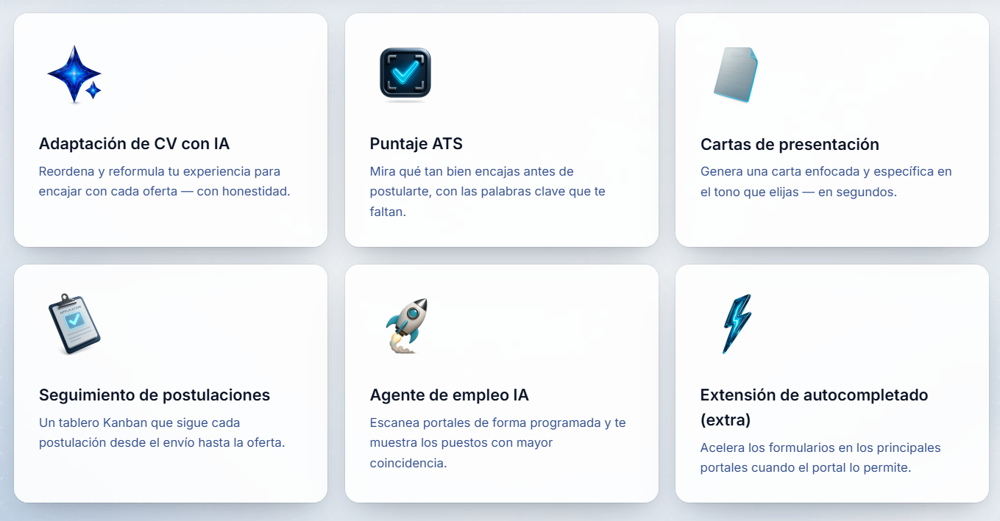 Adaptación de CV con IA
Reordena y reformula tu experiencia para
encajar con cada oferta — con honestidad.
Puntaje ATS
Mira qué tan bien encajas antes de
postularte, con las palabras clave que te
faltan.
Cartas de presentación
Genera una carta enfocada y específica en
el tono que elijas — en segundos.
APPLICATION
Seguimiento de postulaciones
Un tablero Kanban que sigue cada
postulación desde el envío hasta la oferta.
Agente de empleo IA
Escanea portales de forma programada y te
muestra los puestos con mayor
coincidencia.
Extensión de autocompletado
(extra)
Acelera los formularios en los principales
portales cuando el portal lo permite.